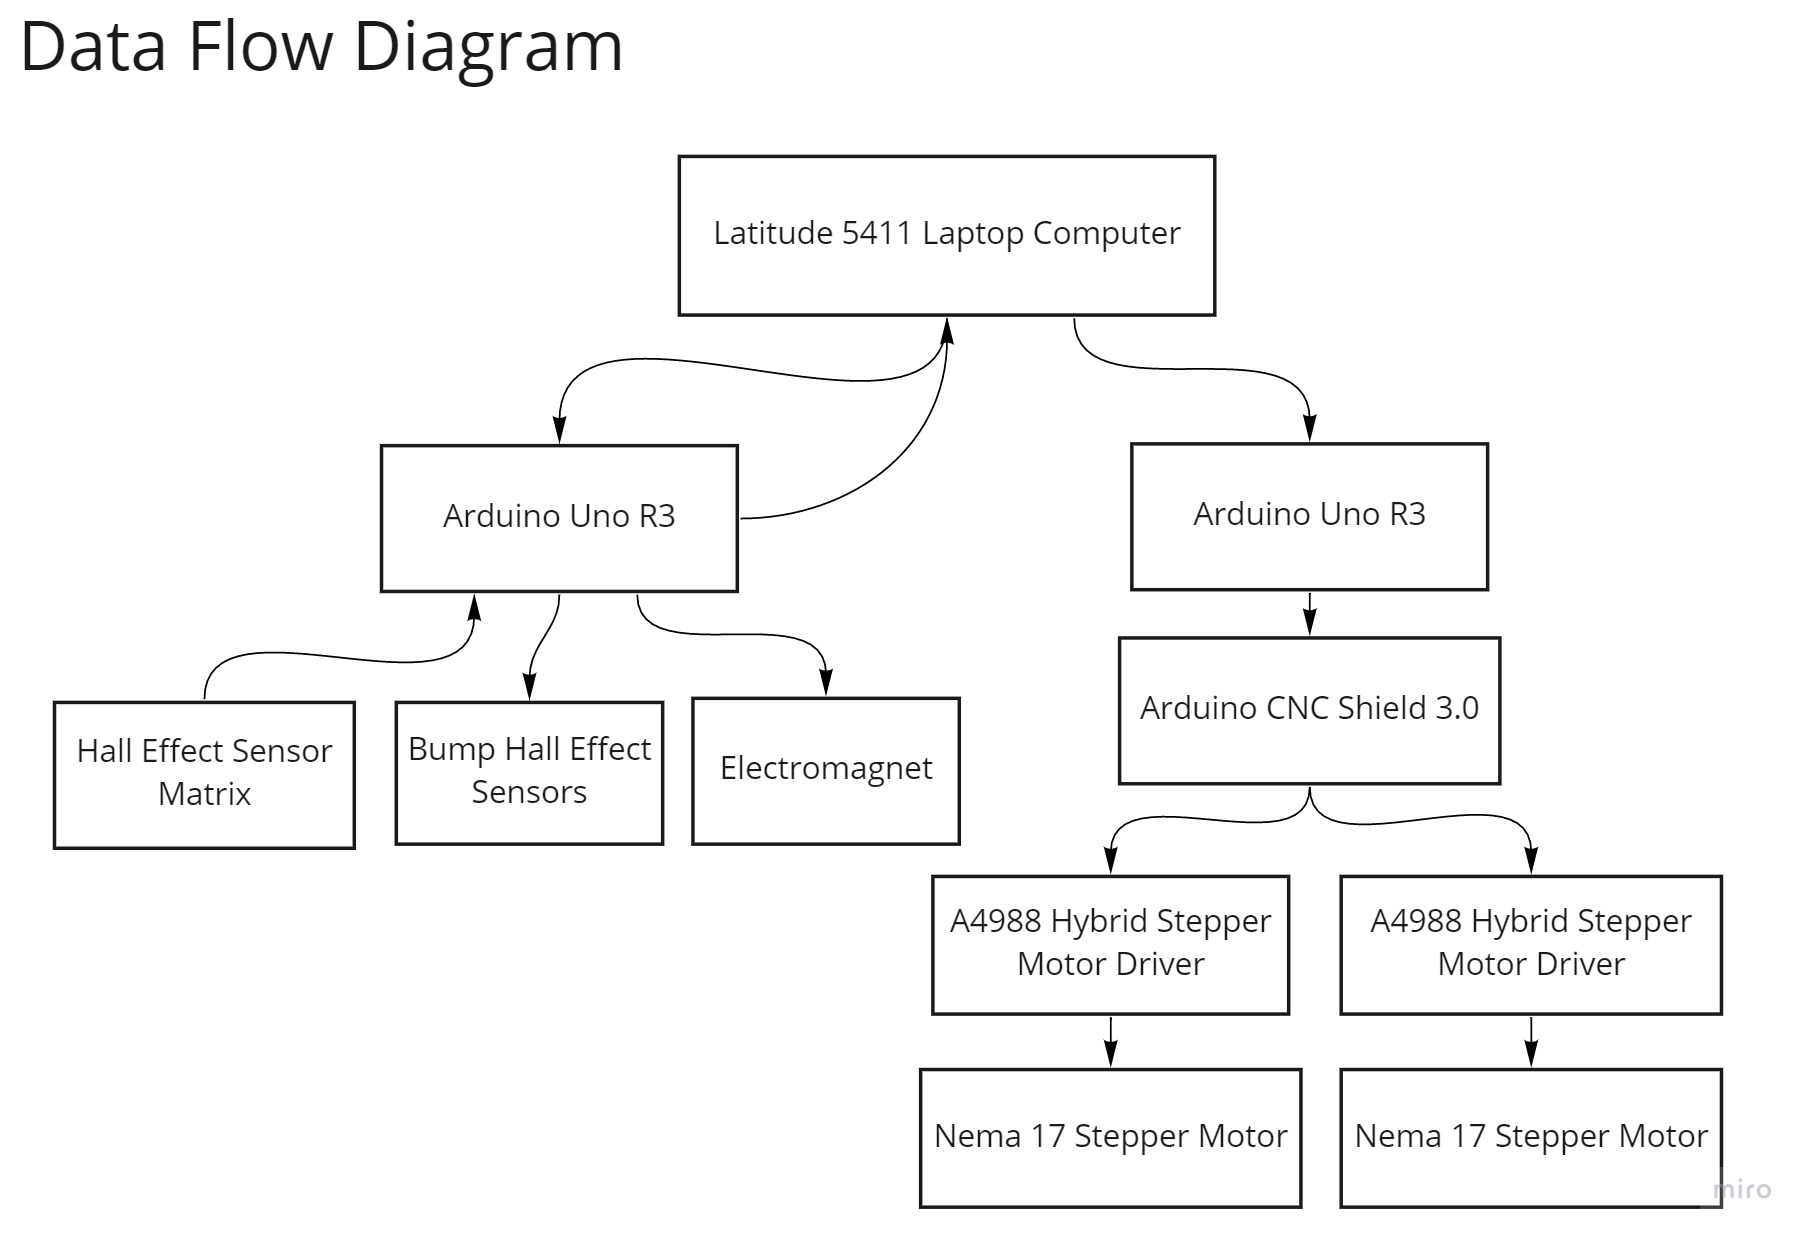 Data Flow Diagram
Latitude 5411 Laptop Computer
Arduino Uno R3
Arduino Uno R3
Hall Effect Sensor
Matrix
Bump Hall Effect
Sensors
Electromagnet
Arduino CNC Shield 3.0
A4988 Hybrid Stepper
Motor Driver
A4988 Hybrid Stepper
Motor Driver
Nema 17 Stepper Motor
Nema 17 Stepper Motor
miro